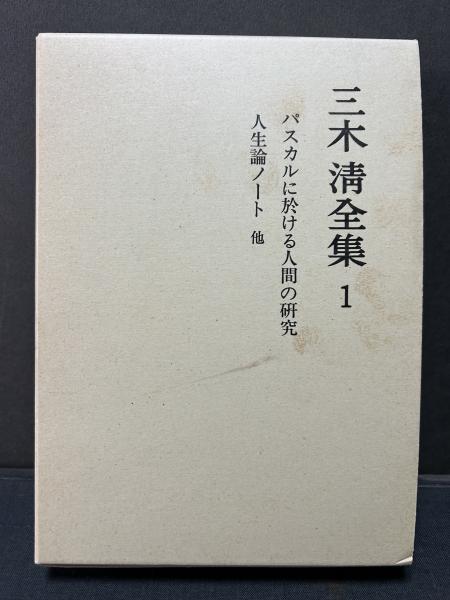 三木淸全集 1
パスカルに於ける人間の研究
人生論ノート 他